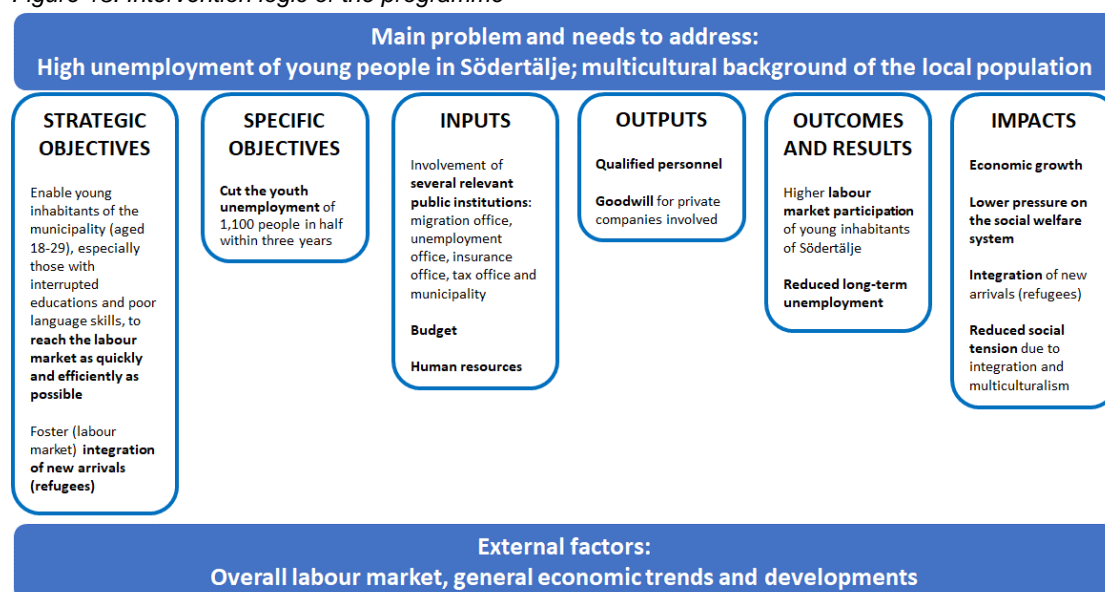 Figure 18: Intervention logic of the programme
Main problem and needs to address:
High unemployment of young people in Södertälje; multicultural background of the local population
STRATEGIC
OBJECTIVES
Enable young
inhabitants of the
municipality (aged
18-29), especially
those with
interrupted
educations and poor
language skills, to
reach the labour
market as quickly
and efficiently as
possible
Foster (labour
market) integration
of new arrivals
(refugees)
SPECIFIC
OBJECTIVES
Cut the youth
unemployment of
1,100 people in half
within three years
INPUTS
Involvement of
several relevant
public institutions:
migration office,
unemployment
office, insurance
office, tax office and
municipality
Budget
Human resources
OUTPUTS
Qualified personnel
Goodwill for private
companies involved
OUTCOMES
AND RESULTS
Higher labour
market participation
of young inhabitants
of Södertälje
Reduced long-term
unemployment
IMPACTS
Economic growth
Lower pressure on
the social welfare
system
Integration of new
arrivals (refugees)
Reduced social
tension due to
integration and
multiculturalism
External factors:
Overall labour market, general economic trends and developments